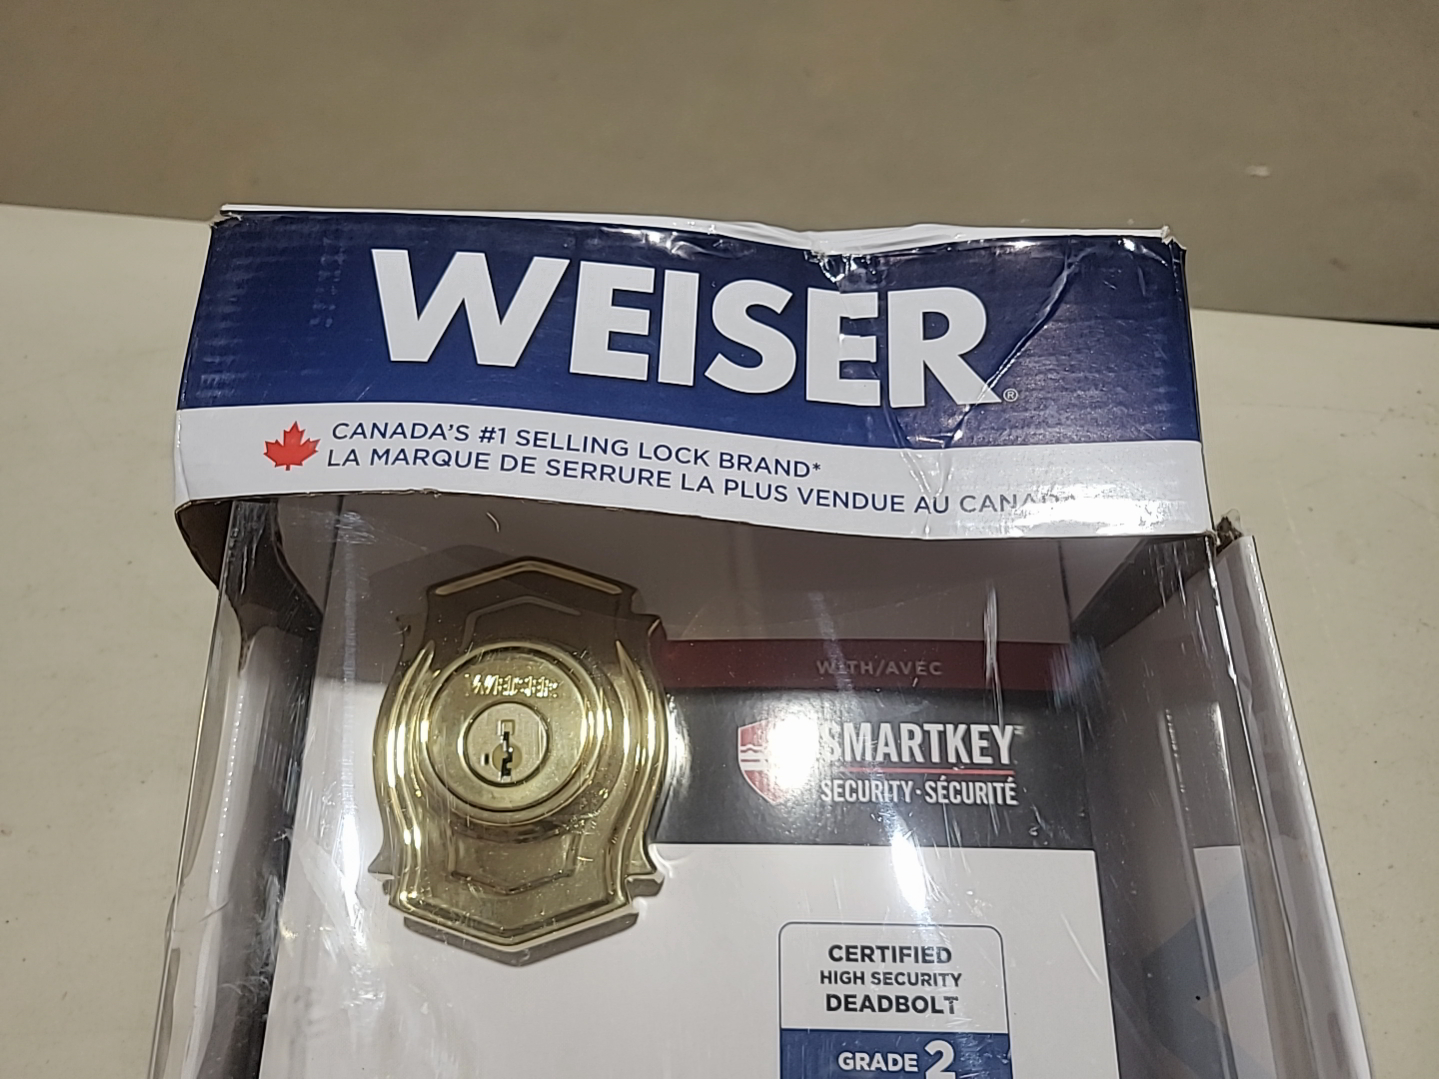 WEISER®
CANADA'S #1 SELLING LOCK BRAND*
LA MARQUE DE SERRURE LA PLUS VENDUE AU CANADA
WEISER
WITH/AVEC
SMARTKEY
SECURITY·SÉCURITÉ
CERTIFIED
HIGH SECURITY
DEADBOLT
GRADE 2